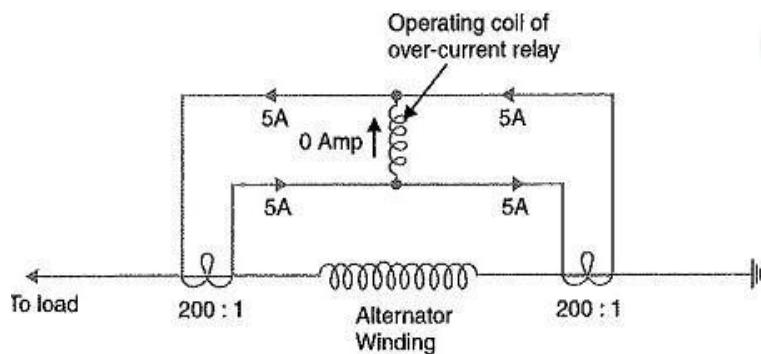 Operating coil of
over-current relay
5A
5A
0 Amp
5A
5A
To load
200 : 1
Alternator
Winding
200 : 1